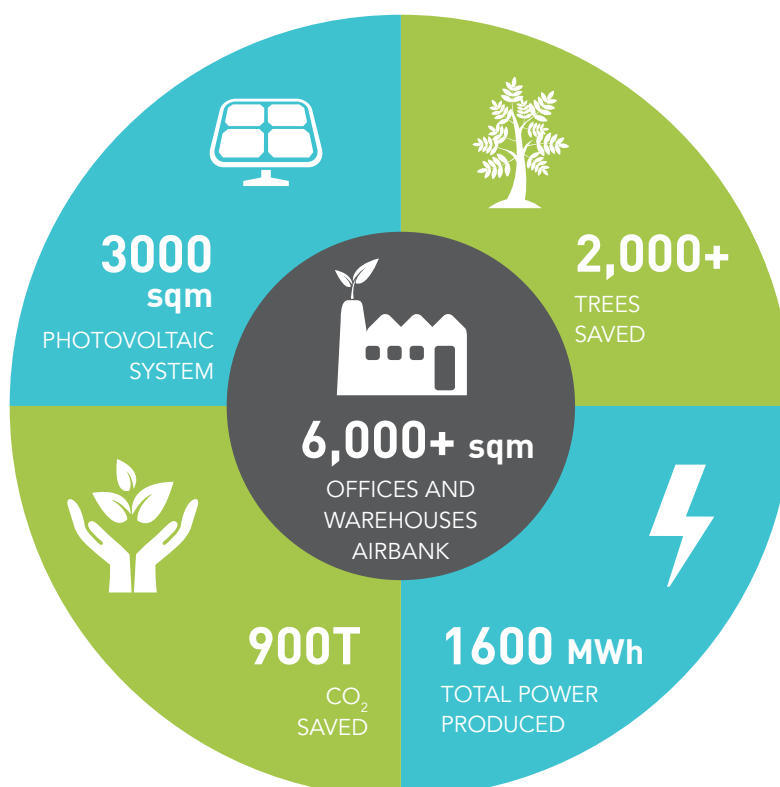 3000
sqm
PHOTOVOLTAIC
SYSTEM
2,000+
TREES
SAVED
6,000+ sqm
OFFICES AND
WAREHOUSES
AIRBANK
900T
CO₂
SAVED
1600 MWh
TOTAL POWER
PRODUCED